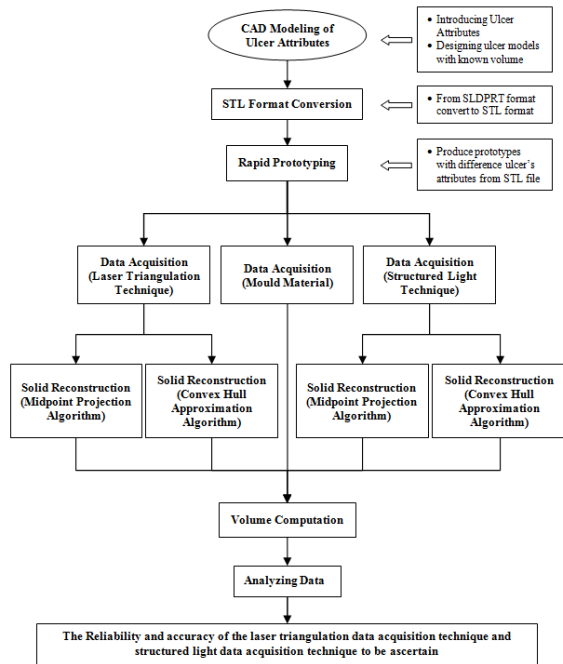 CAD Modeling of
Ulcer Attributes
• Introducing Ulcer
Attributes
• Designing ulcer models
with known volume
STL Format Conversion
• From SLDPRT format
convert to STL format
Rapid Prototyping
• Produce prototypes
with difference ulcer's
attributes from STL file
Data Acquisition
(Laser Triangulation
Technique)
Data Acquisition
(Mould Material)
Data Acquisition
(Structured Light
Technique)
Solid Reconstruction
(Midpoint Projection
Algorithm)
Solid Reconstruction
(Convex Hull
Approximation
Algorithm)
Solid Reconstruction
(Midpoint Projection
Algorithm)
Solid Reconstruction
(Convex Hull
Approximation
Algorithm)
Volume Computation
Analyzing Data
The Reliability and accuracy of the laser triangulation data acquisition technique and
structured light data acquisition technique to be ascertain